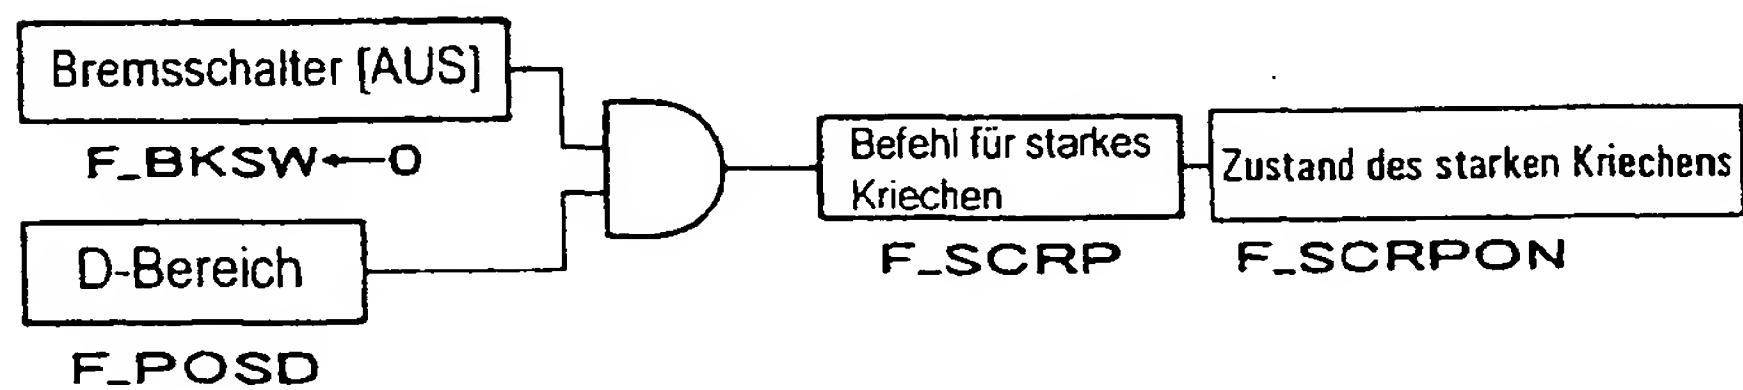 Bremsschalter [AUS]
F_BKSW←0
D-Bereich
F_POSD
Befehl für starkes
Kriechen
F_SCRP
Zustand des starken Kriechens
F_SCRPON